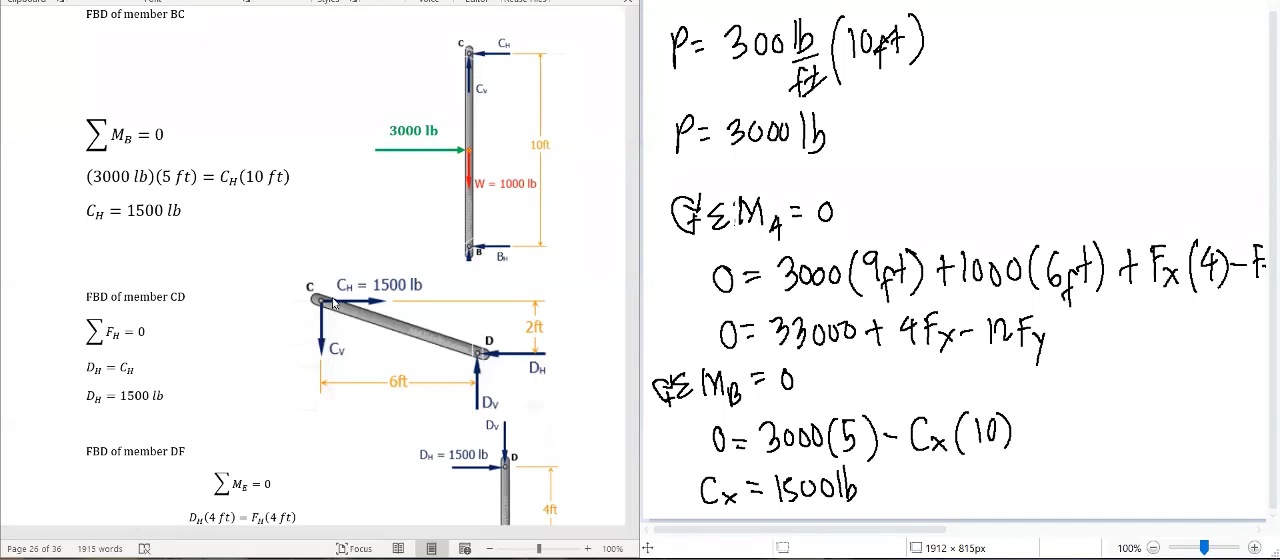 FBD of member BC
C
C_H
C_V
∑ M_B = 0
3000 lb
10ft
(3000 lb)(5 ft) = C_H(10 ft)
W = 1000 lb
C_H = 1500 lb
B
B_H
C
C_H = 1500 lb
FBD of member CD
2ft
∑ F_H = 0
D
C_V
D_H = C_H
D_H
6ft
D_H = 1500 lb
D_V
D_V
FBD of member DF
D_H = 1500 lb
D
∑ M_E = 0
4ft
D_H(4 ft) = F_H(4 ft)
Page 26 of 36
1915 words
Focus
100%
P = 300 lb/ft (10ft)
P = 3000 lb
∑ M_A = 0
0 = 3000(9ft) + 1000(6ft) + F_x(4) - F
0 = 33000 + 4F_x - 12F_y
∑ M_B = 0
0 = 3000(5) - C_x(10)
C_x = 1500lb
1912 × 815px
100%